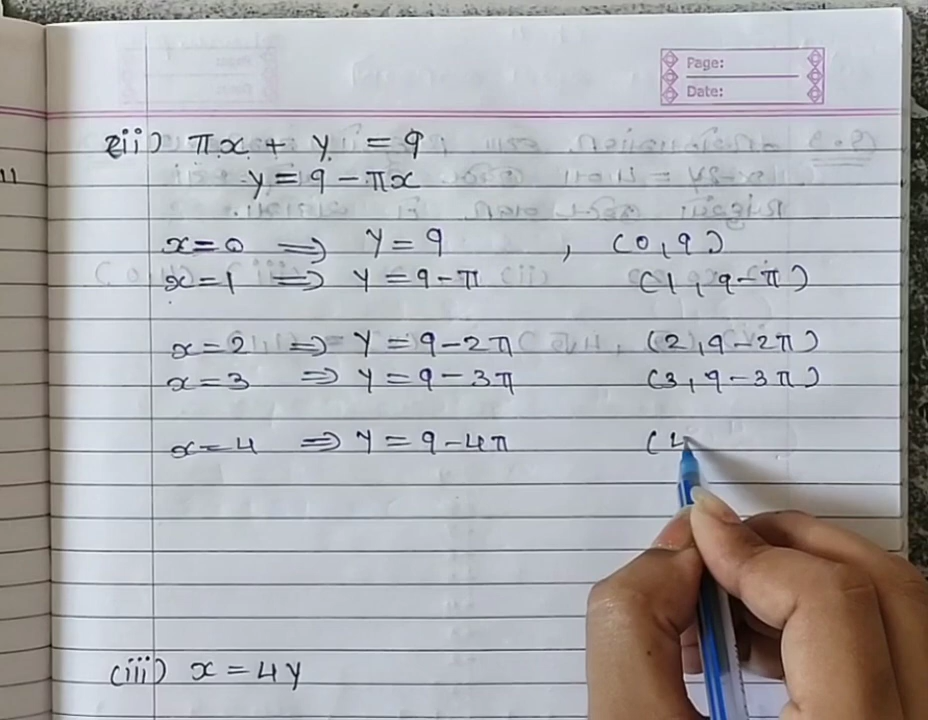 Page:
Date:
ii) πx + y = 9
y = 9 - πx
x=0 ⇒ y = 9 , (0,9)
x=1 ⇒ y = 9-π (1, 9-π)
x=2 ⇒ y = 9-2π (2, 9-2π)
x=3 ⇒ y = 9-3π (3, 9-3π)
x=4 ⇒ y = 9-4π (4
(iii) x = 4y
11